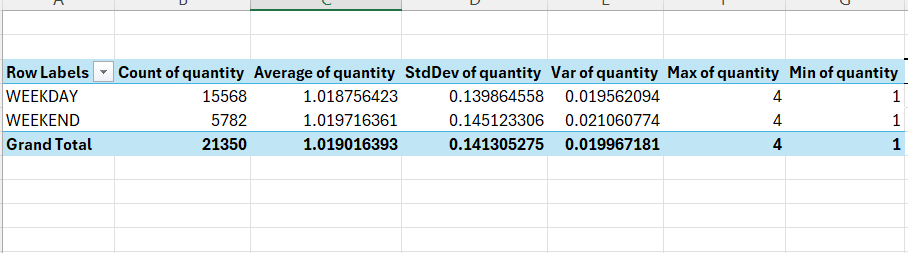 Row Labels Count of quantity Average of quantity StdDev of quantity Var of quantity Max of quantity Min of quantity
WEEKDAY 15568 1.018756423 0.139864558 0.019562094 4 1
WEEKEND 5782 1.019716361 0.145123306 0.021060774 4 1
Grand Total 21350 1.019016393 0.141305275 0.019967181 4 1